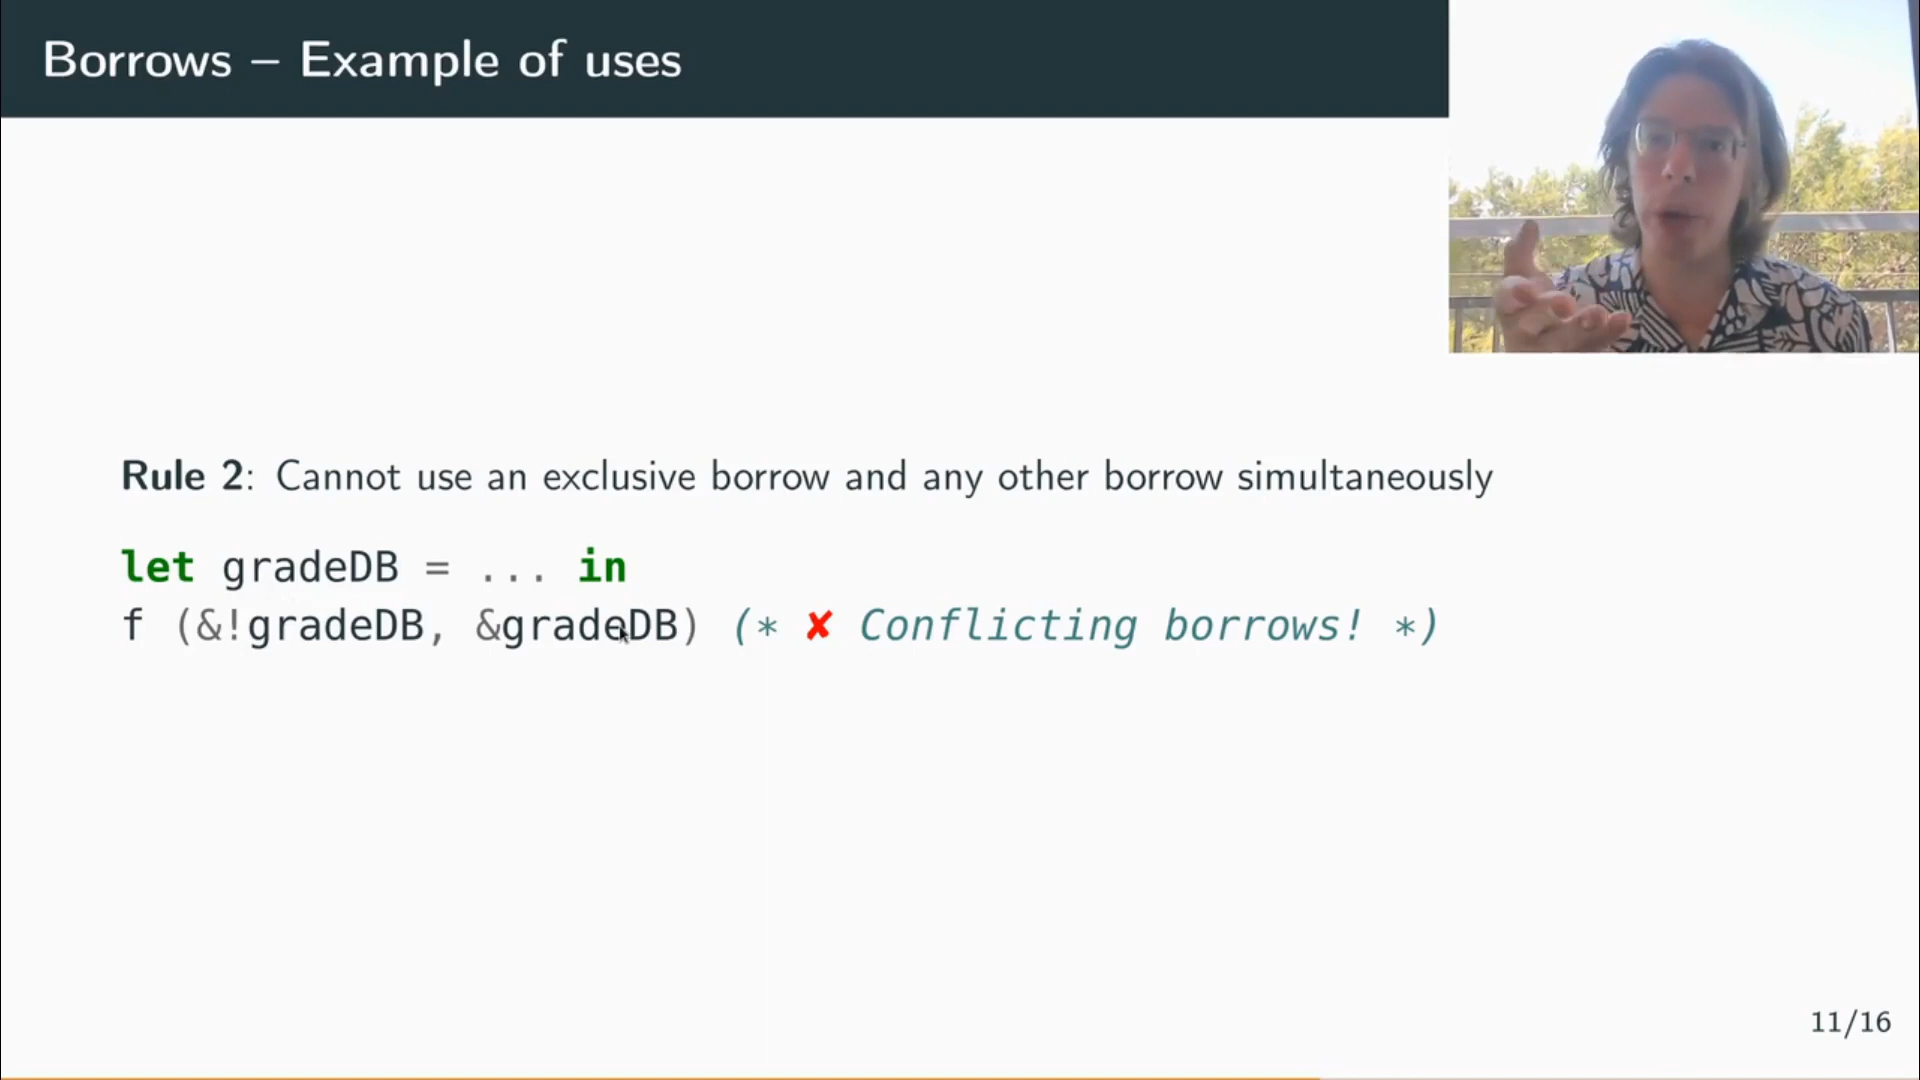 Borrows – Example of uses
Rule 2: Cannot use an exclusive borrow and any other borrow simultaneously
let gradeDB = ... in
f (&!gradeDB, &gradeDB) (* ✘ Conflicting borrows! *)
11/16